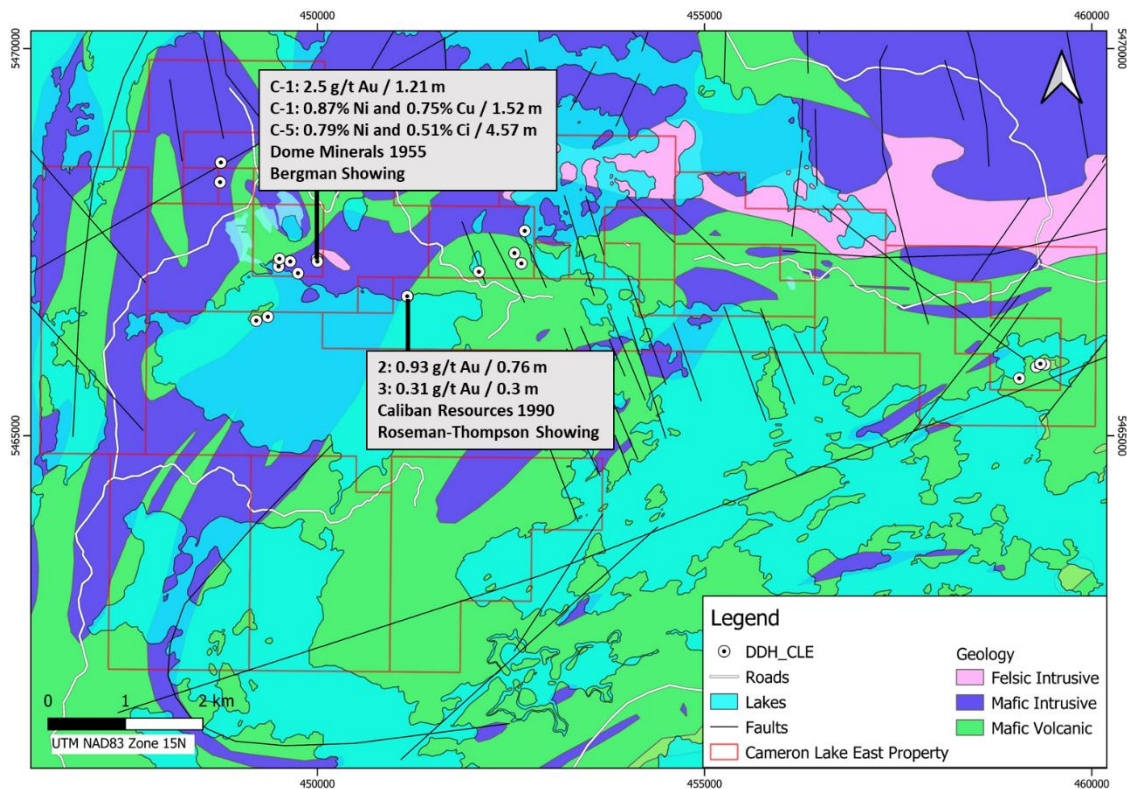 450000
455000
460000
5470000
5470000
C-1: 2.5 g/t Au / 1.21 m
C-1: 0.87% Ni and 0.75% Cu / 1.52 m
C-5: 0.79% Ni and 0.51% Ci / 4.57 m
Dome Minerals 1955
Bergman Showing
2: 0.93 g/t Au / 0.76 m
3: 0.31 g/t Au / 0.3 m
Caliban Resources 1990
Roseman-Thompson Showing
5465000
5465000
Legend
DDH_CLE
Roads
Lakes
Faults
Cameron Lake East Property
Geology
Felsic Intrusive
Mafic Intrusive
Mafic Volcanic
0 1 2 km
UTM NAD83 Zone 15N
450000
455000
460000